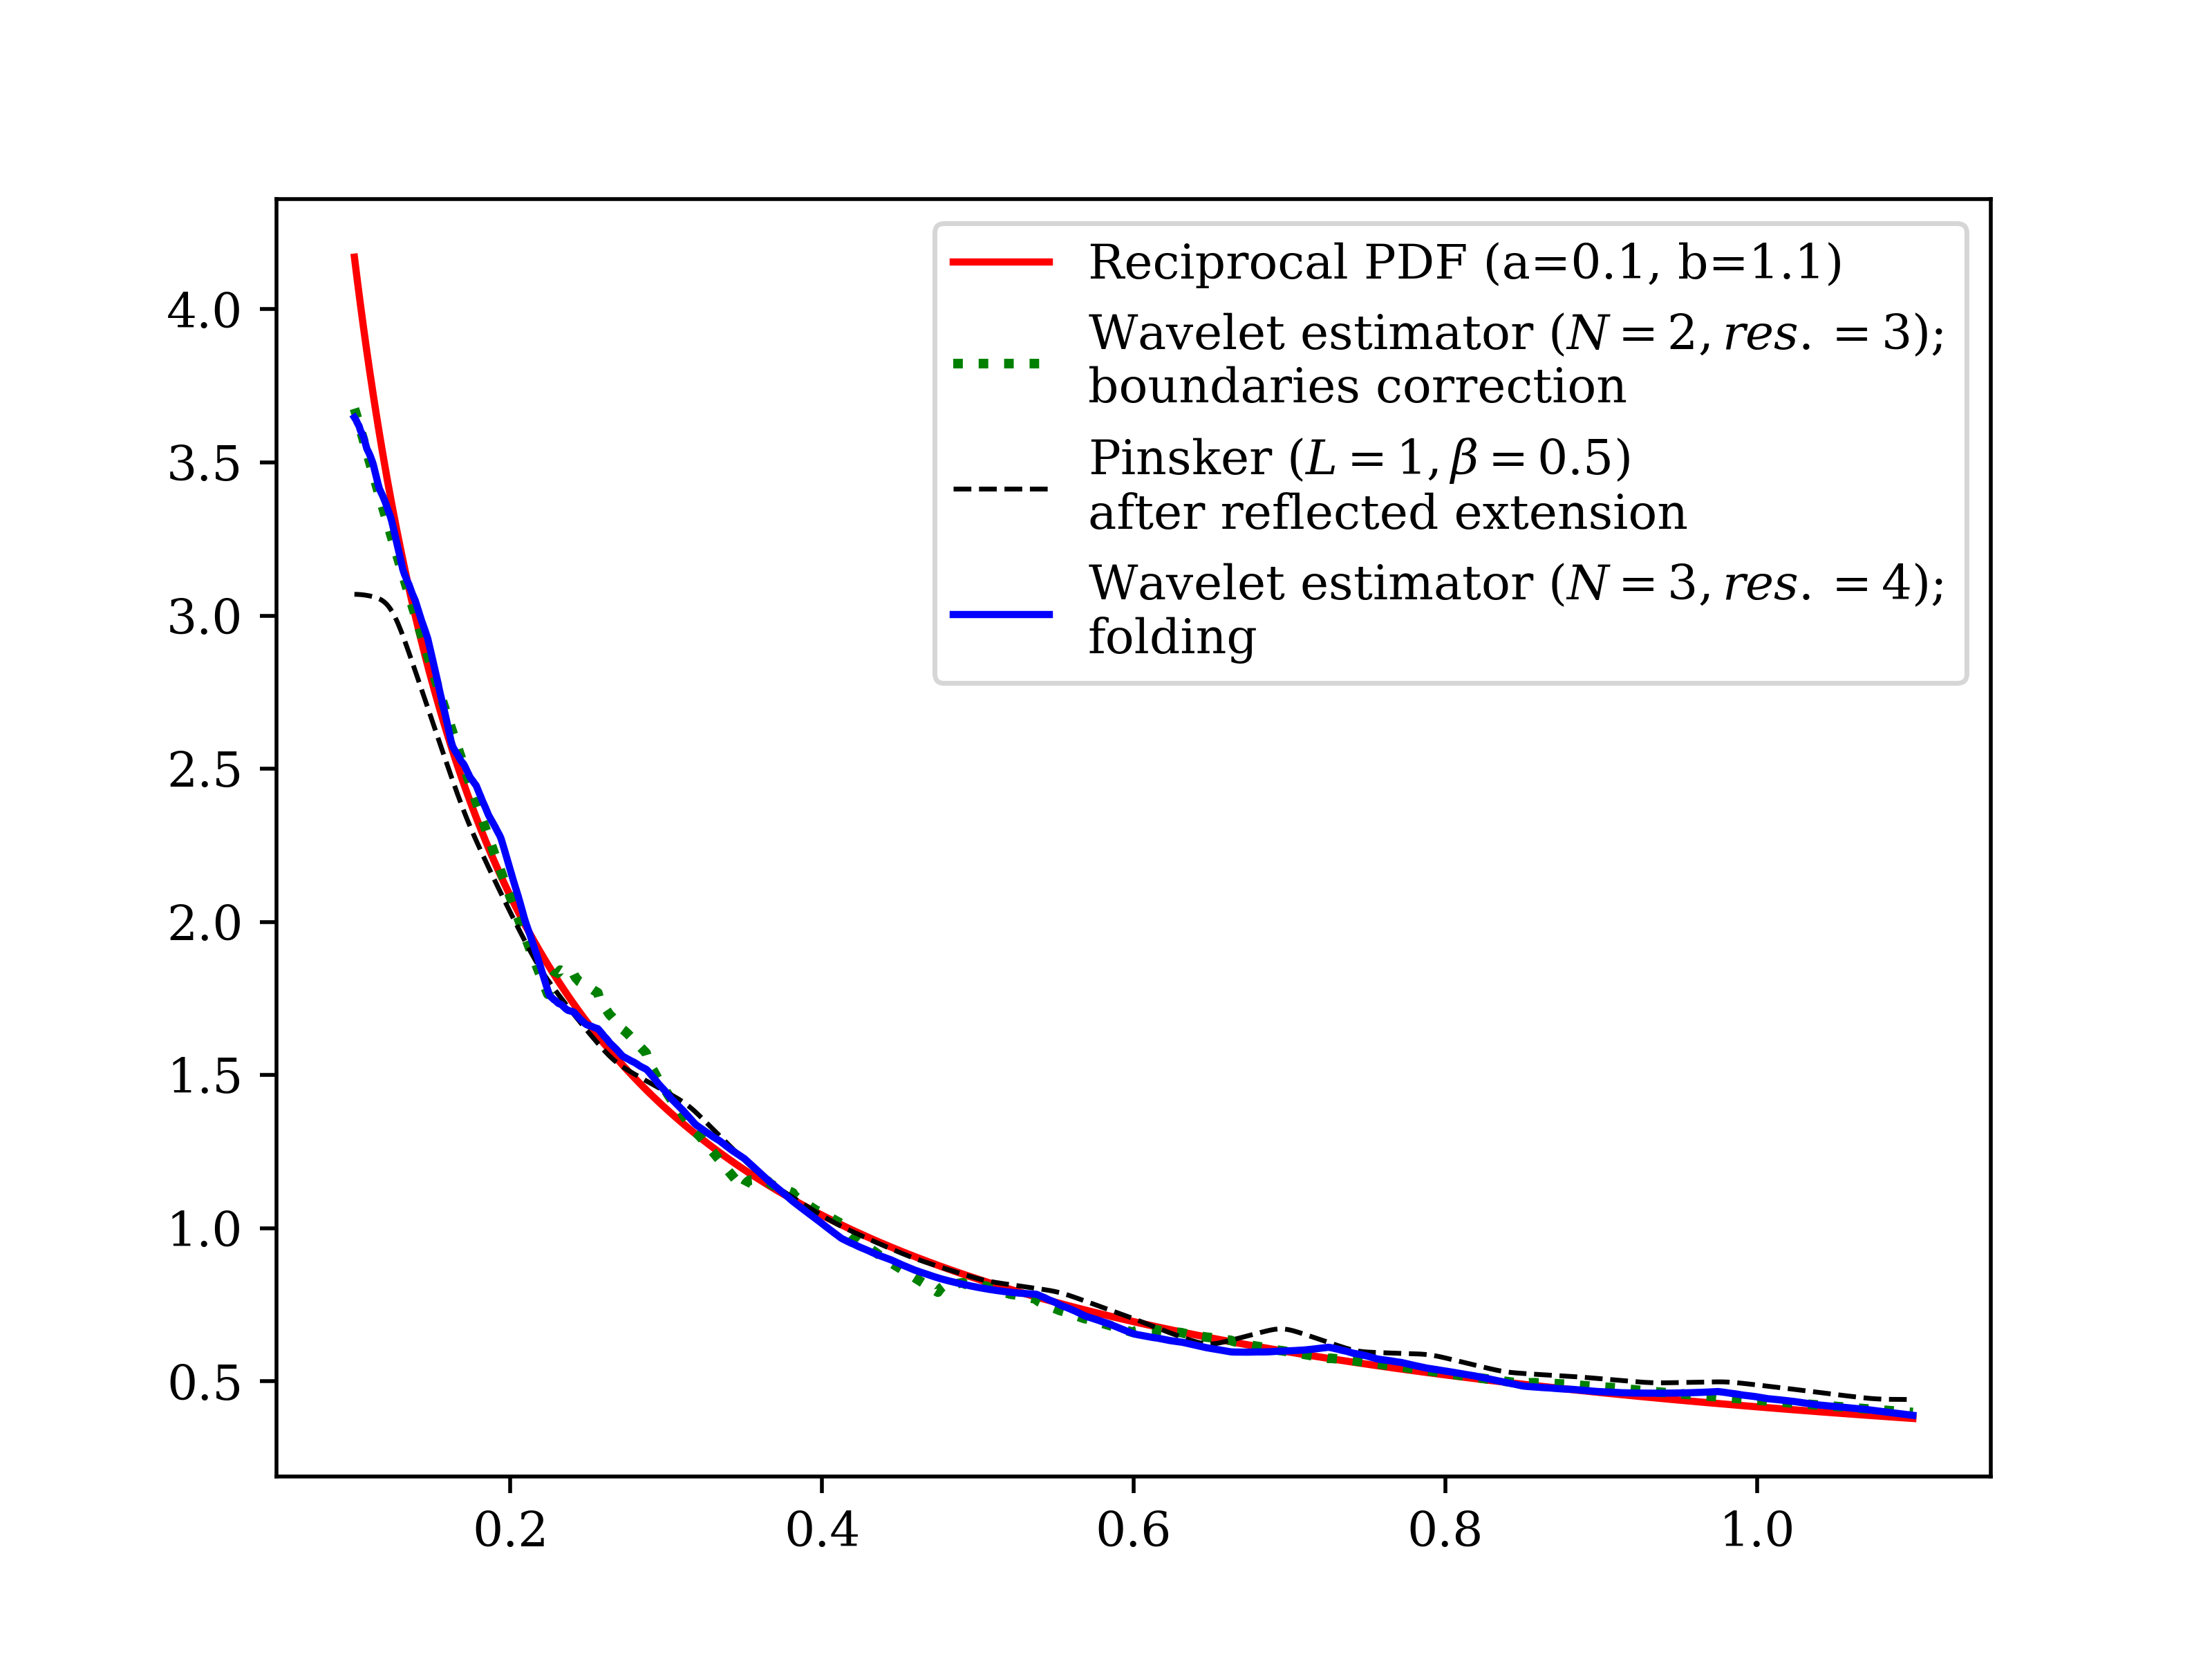 Reciprocal PDF (a=0.1, b=1.1)
Wavelet estimator (N = 2, res. = 3);
boundaries correction
Pinsker (L = 1, β = 0.5)
after reflected extension
Wavelet estimator (N = 3, res. = 4);
folding
4.0
3.5
3.0
2.5
2.0
1.5
1.0
0.5
0.2 0.4 0.6 0.8 1.0